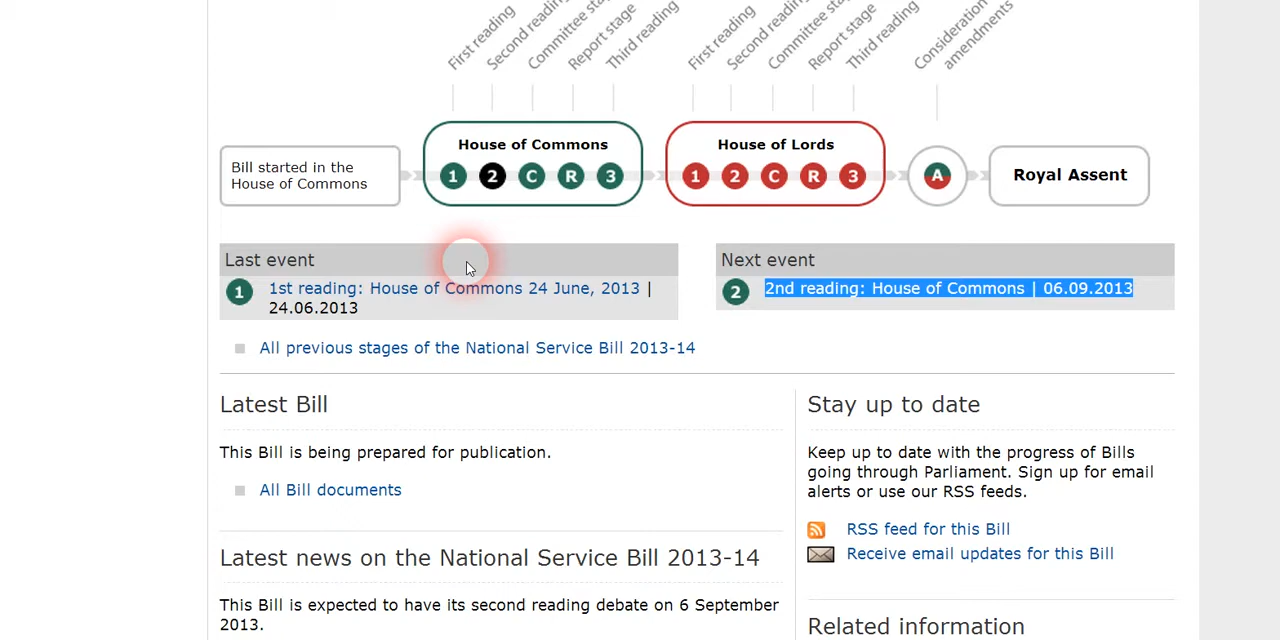 First reading
Second reading
Committee
Report stage
Third reading
First reading
Second reading
Committee
Report stage
Third reading
Consideration
amendments
Bill started in the
House of Commons
House of Commons
1 2 C R 3
House of Lords
1 2 C R 3
A
Royal Assent
Last event
1 1st reading: House of Commons 24 June, 2013 |
24.06.2013
Next event
2 2nd reading: House of Commons | 06.09.2013
All previous stages of the National Service Bill 2013-14
Latest Bill
This Bill is being prepared for publication.
All Bill documents
Latest news on the National Service Bill 2013-14
This Bill is expected to have its second reading debate on 6 September
2013.
Stay up to date
Keep up to date with the progress of Bills
going through Parliament. Sign up for email
alerts or use our RSS feeds.
RSS feed for this Bill
Receive email updates for this Bill
Related information